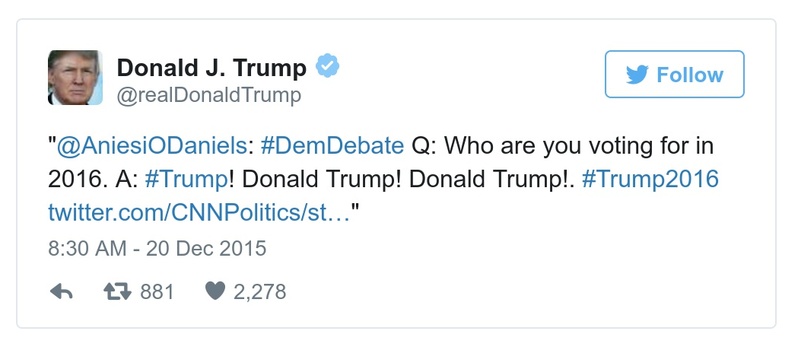 Donald J. Trump
@realDonaldTrump
Follow
"@AniesiODaniels: #DemDebate Q: Who are you voting for in
2016. A: #Trump! Donald Trump! Donald Trump!. #Trump2016
twitter.com/CNNPolitics/st…"
8:30 AM - 20 Dec 2015
881 2,278